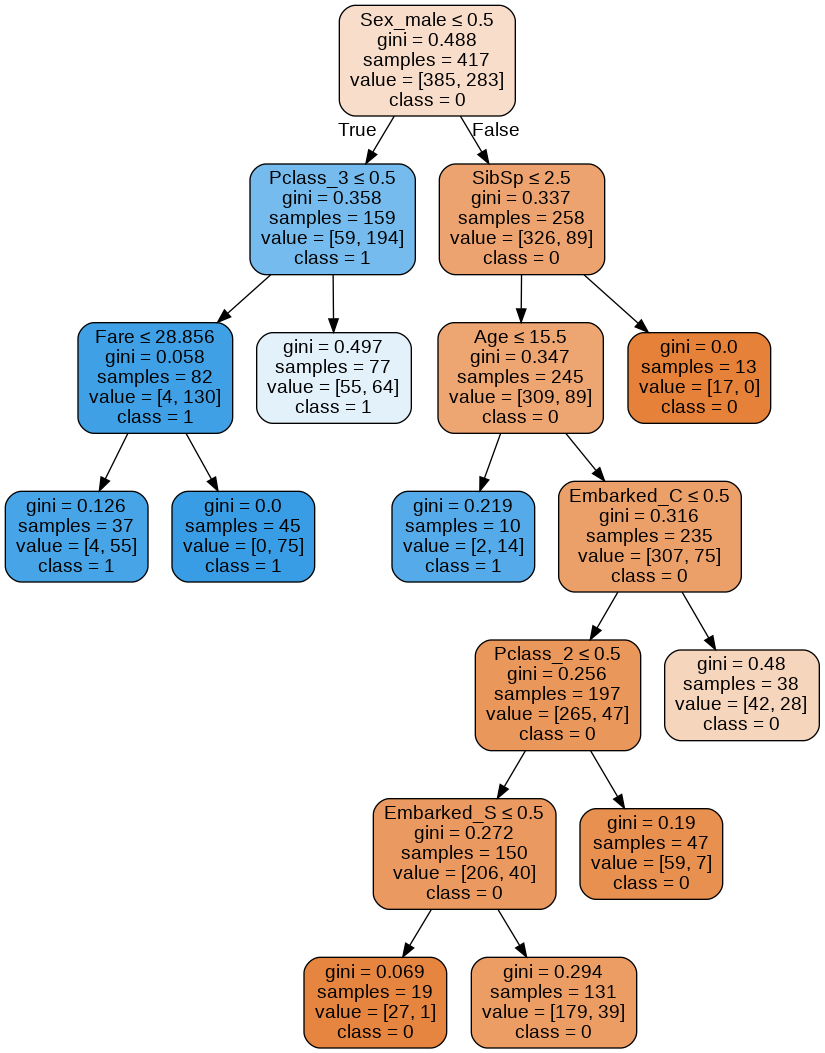 Sex_male ≤ 0.5
gini = 0.488
samples = 417
value = [385, 283]
class = 0
True
False
Pclass_3 ≤ 0.5
gini = 0.358
samples = 159
value = [59, 194]
class = 1
SibSp ≤ 2.5
gini = 0.337
samples = 258
value = [326, 89]
class = 0
Fare ≤ 28.856
gini = 0.058
samples = 82
value = [4, 130]
class = 1
gini = 0.497
samples = 77
value = [55, 64]
class = 1
Age ≤ 15.5
gini = 0.347
samples = 245
value = [309, 89]
class = 0
gini = 0.0
samples = 13
value = [17, 0]
class = 0
gini = 0.126
samples = 37
value = [4, 55]
class = 1
gini = 0.0
samples = 45
value = [0, 75]
class = 1
gini = 0.219
samples = 10
value = [2, 14]
class = 1
Embarked_C ≤ 0.5
gini = 0.316
samples = 235
value = [307, 75]
class = 0
Pclass_2 ≤ 0.5
gini = 0.256
samples = 197
value = [265, 47]
class = 0
gini = 0.48
samples = 38
value = [42, 28]
class = 0
Embarked_S ≤ 0.5
gini = 0.272
samples = 150
value = [206, 40]
class = 0
gini = 0.19
samples = 47
value = [59, 7]
class = 0
gini = 0.069
samples = 19
value = [27, 1]
class = 0
gini = 0.294
samples = 131
value = [179, 39]
class = 0